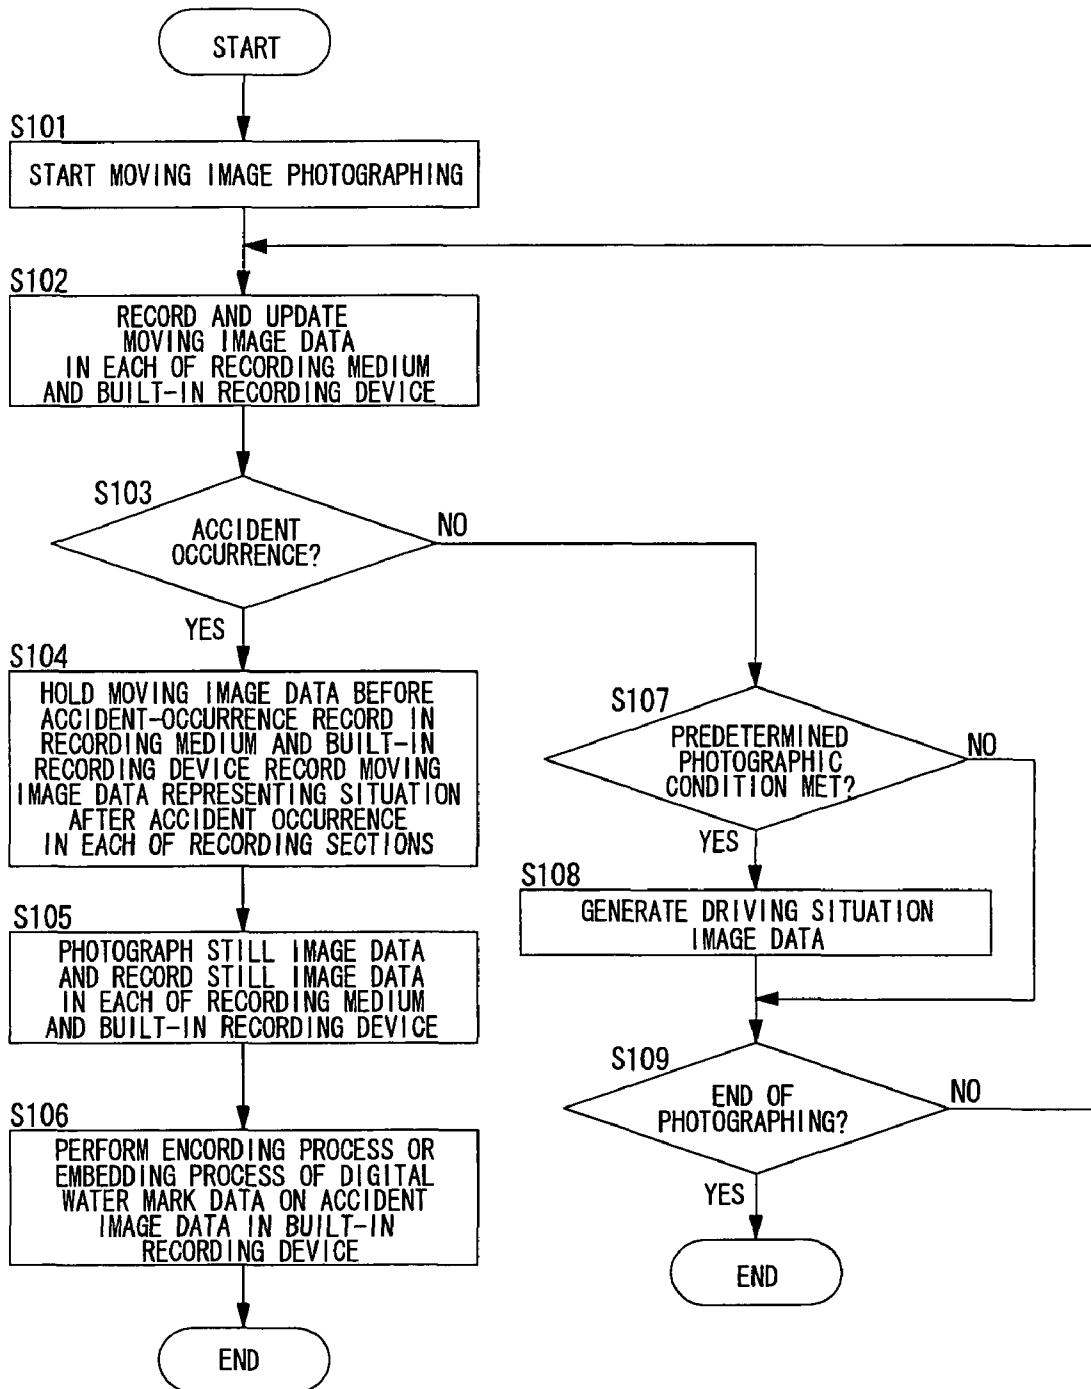 START
S101
START MOVING IMAGE PHOTOGRAPHING
S102
RECORD AND UPDATE
MOVING IMAGE DATA
IN EACH OF RECORDING MEDIUM
AND BUILT-IN RECORDING DEVICE
S103
ACCIDENT
OCCURRENCE?
NO
YES
S104
HOLD MOVING IMAGE DATA BEFORE
ACCIDENT-OCCURRENCE RECORD IN
RECORDING MEDIUM AND BUILT-IN
RECORDING DEVICE RECORD MOVING
IMAGE DATA REPRESENTING SITUATION
AFTER ACCIDENT OCCURRENCE
IN EACH OF RECORDING SECTIONS
S105
PHOTOGRAPH STILL IMAGE DATA
AND RECORD STILL IMAGE DATA
IN EACH OF RECORDING MEDIUM
AND BUILT-IN RECORDING DEVICE
S106
PERFORM ENCORDING PROCESS OR
EMBEDDING PROCESS OF DIGITAL
WATER MARK DATA ON ACCIDENT
IMAGE DATA IN BUILT-IN
RECORDING DEVICE
END
S107
PREDETERMINED
PHOTOGRAPHIC
CONDITION MET?
NO
YES
S108
GENERATE DRIVING SITUATION
IMAGE DATA
S109
END OF
PHOTOGRAPHING?
NO
YES
END